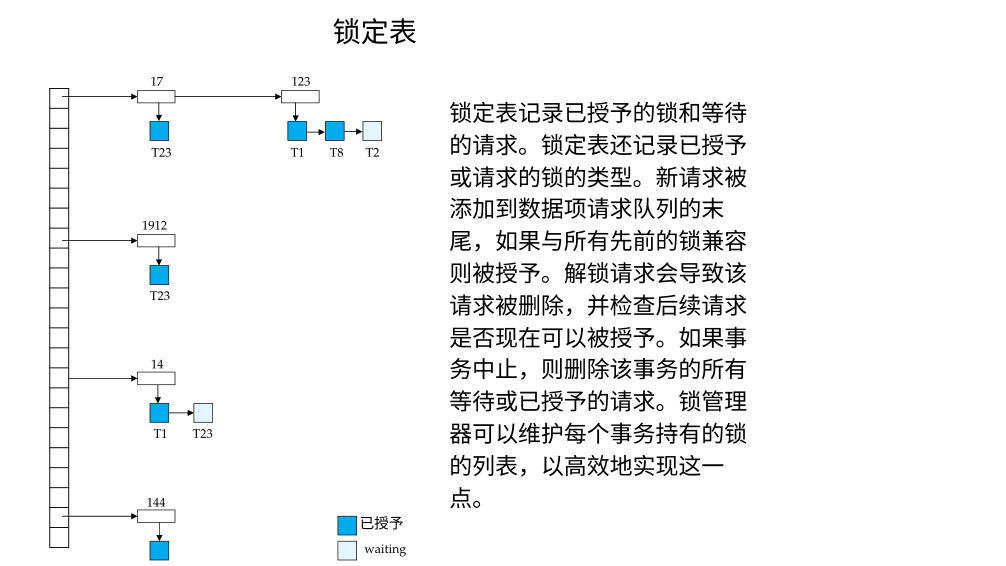 锁定表
17
123
T23
T1
T8
T2
1912
T23
14
T1
T23
144
已授予
waiting
锁定表记录已授予的锁和等待
的请求。锁定表还记录已授予
或请求的锁的类型。新请求被
添加到数据项请求队列的末
尾，如果与所有先前的锁兼容
则被授予。解锁请求会导致该
请求被删除，并检查后续请求
是否现在可以被授予。如果事
务中止，则删除该事务的所有
等待或已授予的请求。锁管理
器可以维护每个事务持有的锁
的列表，以高效地实现这一
点。